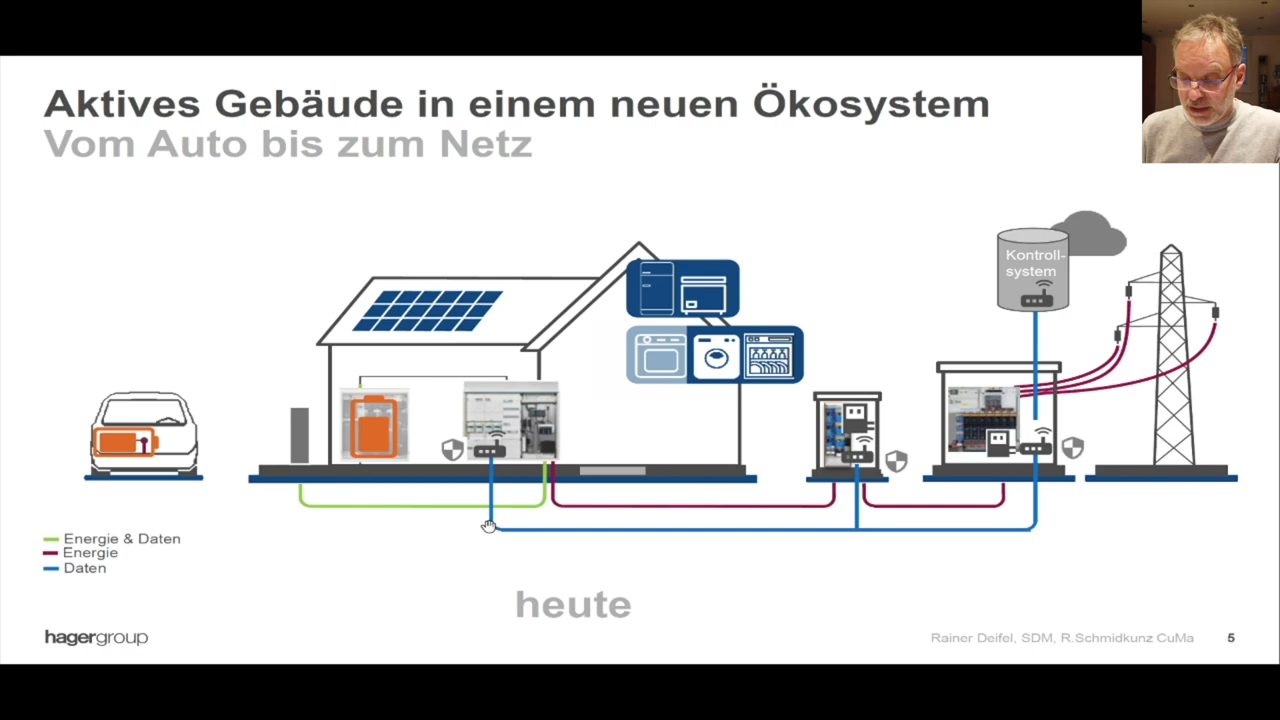 Aktives Gebäude in einem neuen Ökosystem
Vom Auto bis zum Netz
Kontroll-
system
Energie & Daten
Energie
Daten
heute
hagergroup
Rainer Deifel, SDM, R.Schmidkunz CuMa
5